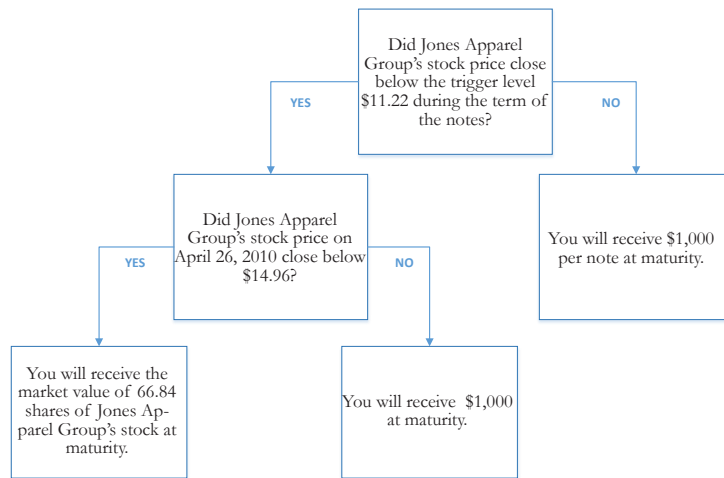 Did Jones Apparel
Group's stock price close
below the trigger level
$11.22 during the term of
the notes?
YES
NO
Did Jones Apparel
Group's stock price on
April 26, 2010 close below
$14.96?
You will receive $1,000
per note at maturity.
YES
NO
You will receive the
market value of 66.84
shares of Jones Ap-
parel Group's stock at
maturity.
You will receive $1,000
at maturity.